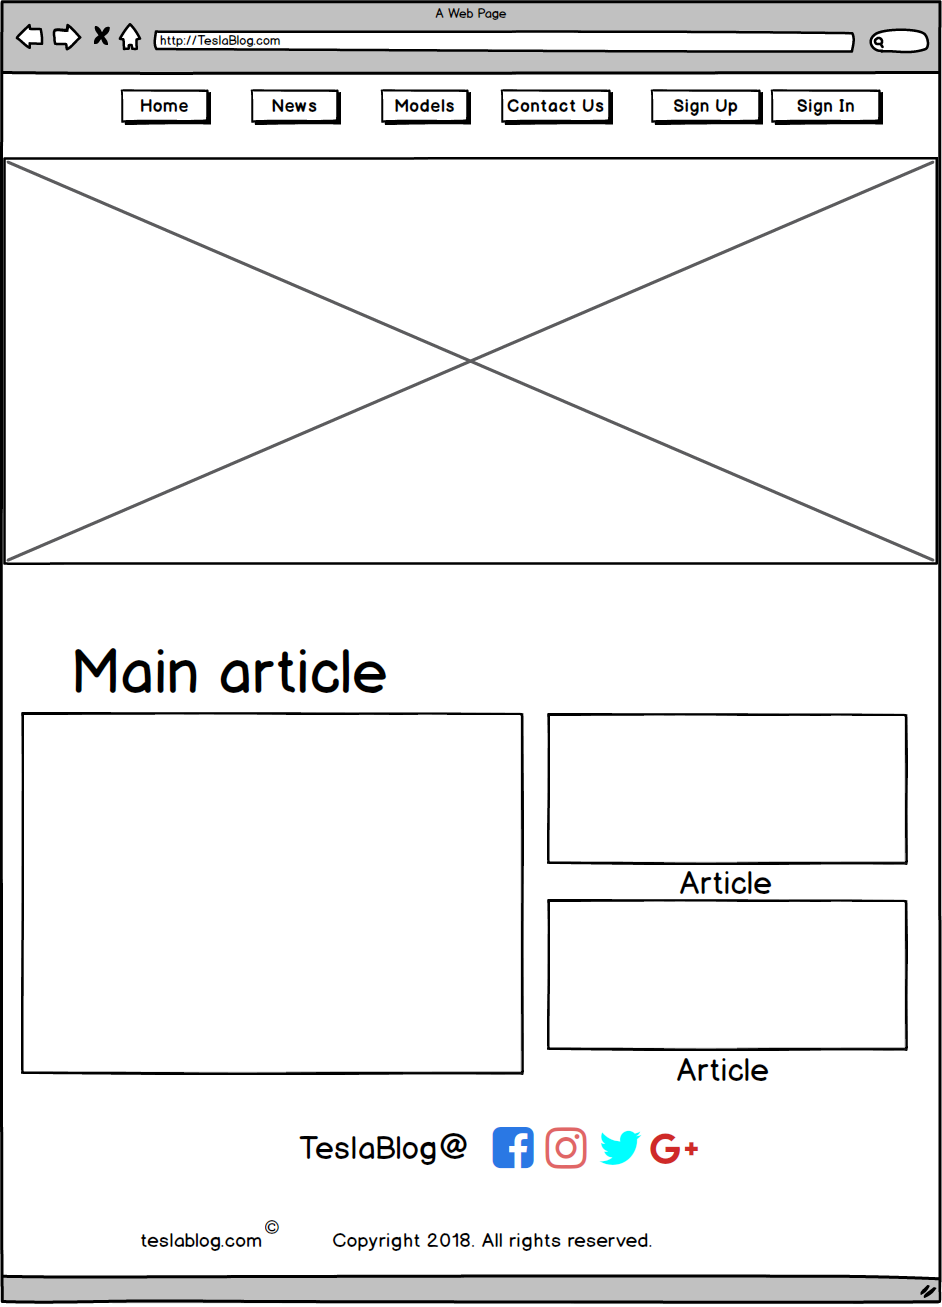 A Web Page
http://TeslaBlog.com
Home News Models Contact Us Sign Up Sign In
Main article
Article
Article
TeslaBlog@ f G+
teslablog.com© Copyright 2018. All rights reserved.